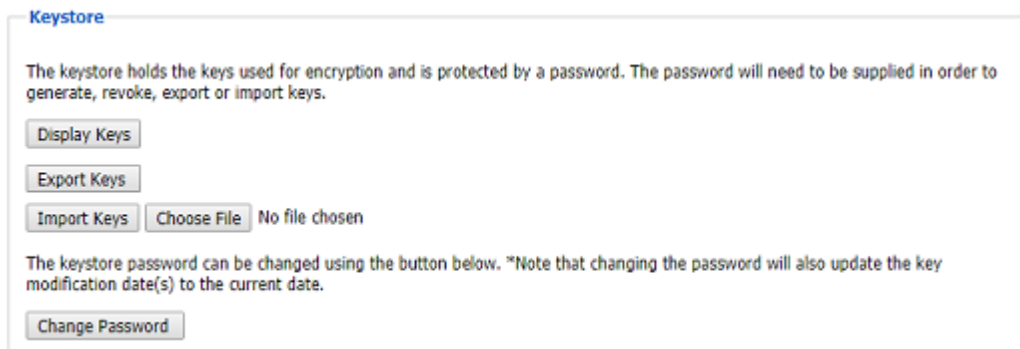 Keystore
The keystore holds the keys used for encryption and is protected by a password. The password will need to be supplied in order to
generate, revoke, export or import keys.
Display Keys
Export Keys
Import Keys Choose File No file chosen
The keystore password can be changed using the button below. *Note that changing the password will also update the key
modification date(s) to the current date.
Change Password